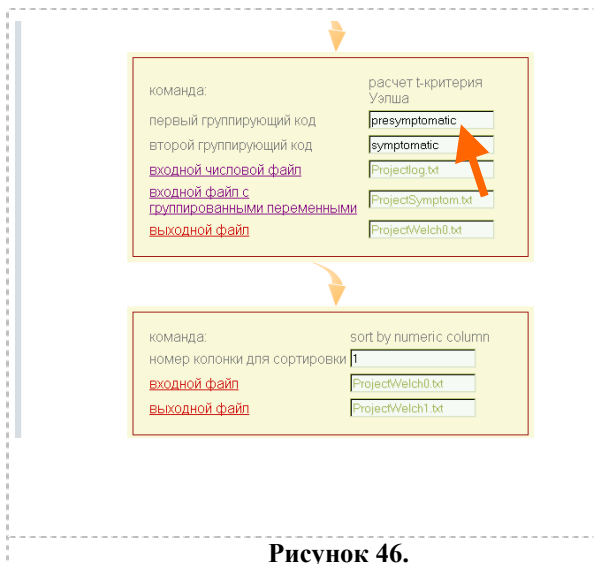 команда: расчет t-критерия
Уэлша
первый группирующий код presymptomatic
второй группирующий код symptomatic
входной числовой файл Projectlog.txt
входной файл с
группированными переменными ProjectSymptom.txt
выходной файл ProjectWelch0.txt
команда: sort by numeric column
номер колонки для сортировки 1
входной файл ProjectWelch0.txt
выходной файл ProjectWelch1.txt
Рисунок 46.